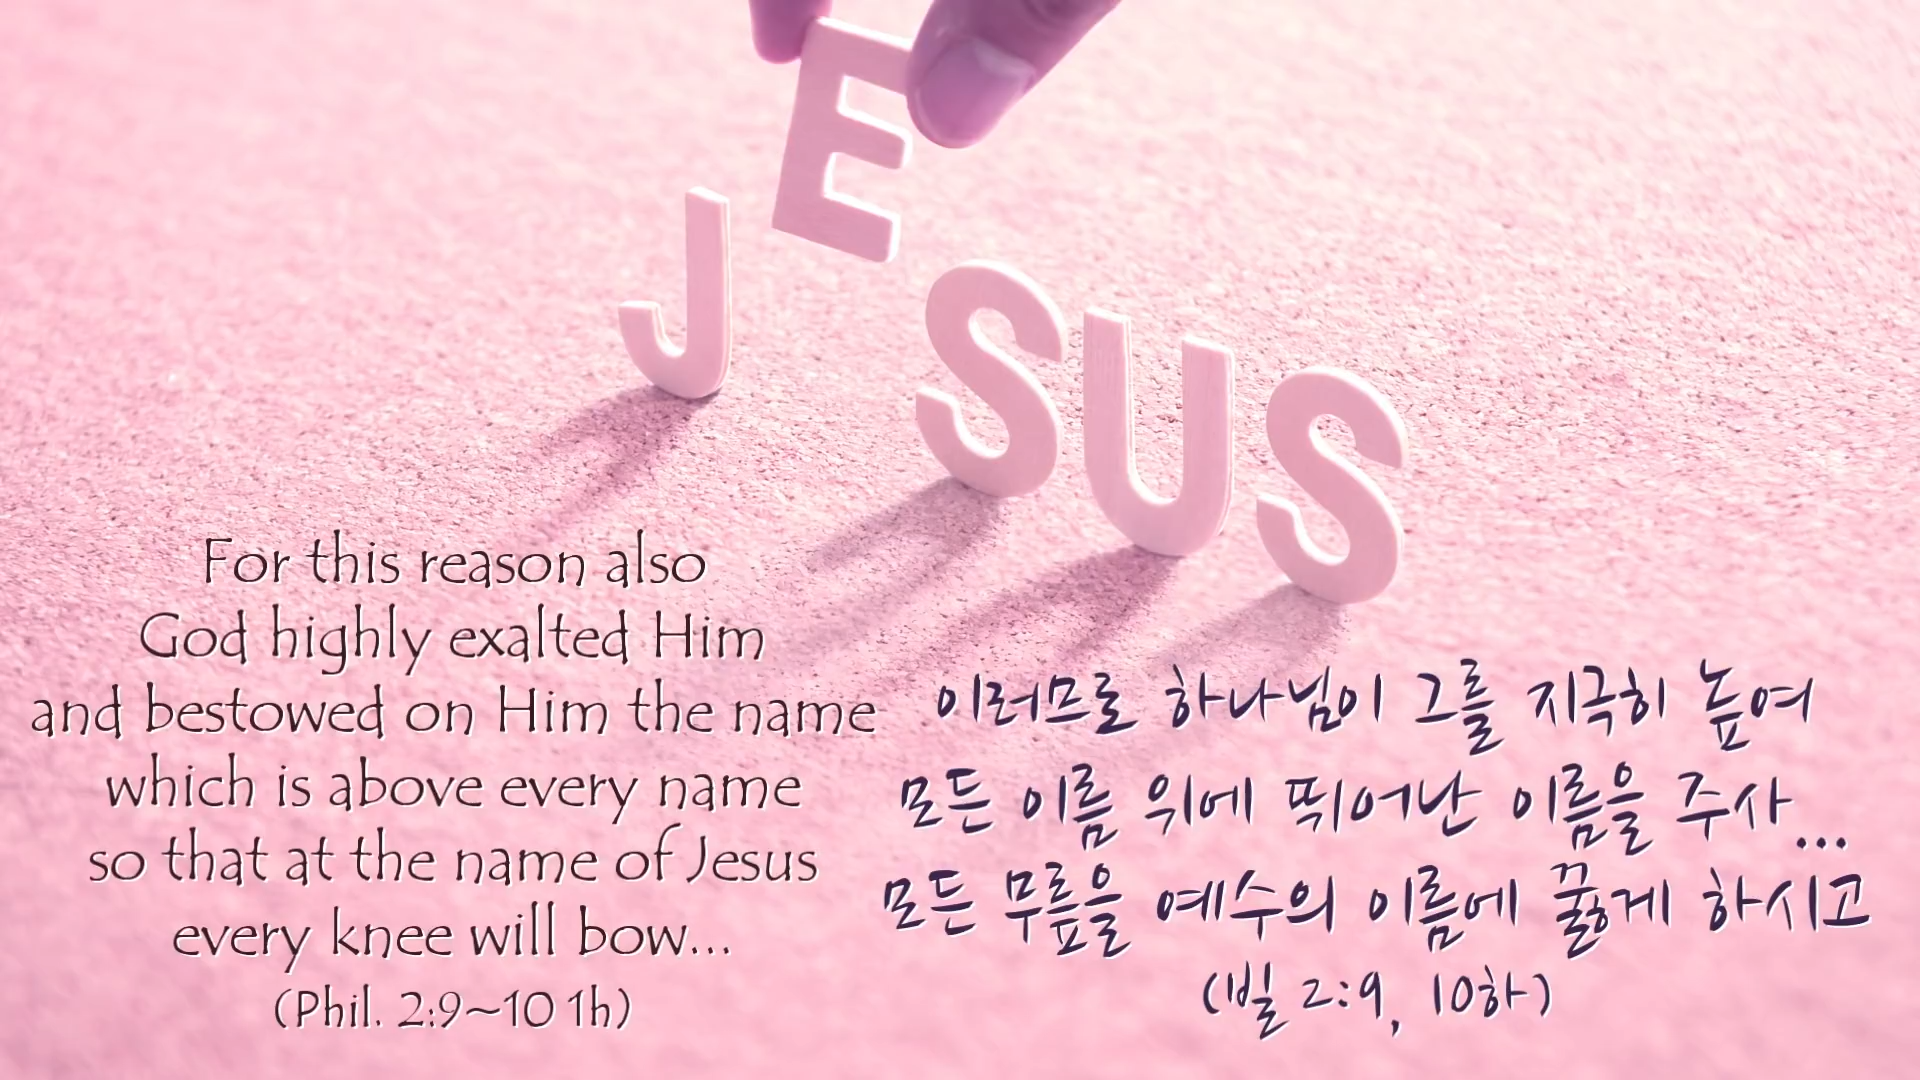 JESUS
For this reason also
God highly exalted Him
and bestowed on Him the name
which is above every name
so that at the name of Jesus
every knee will bow...
(Phil. 2:9~10 1h)
이러므로 하나님이 그를 지극히 높여
모든 이름 위에 뛰어난 이름을 주사...
모든 무릎을 예수의 이름에 꿇게 하시고
(빌 2:9, 10하)